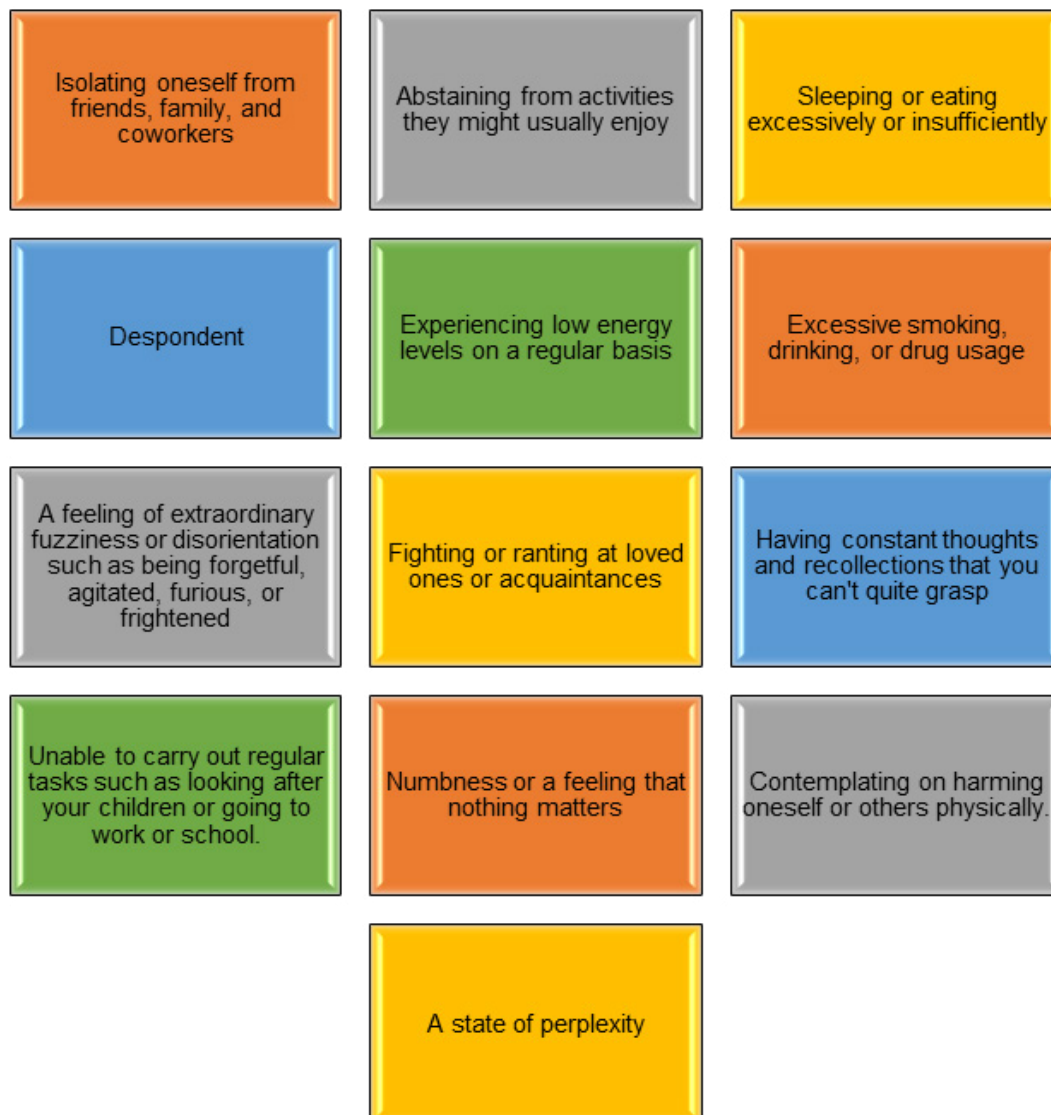 Isolating oneself from
friends, family, and
coworkers
Abstaining from activities
they might usually enjoy
Sleeping or eating
excessively or insufficiently
Despondent
Experiencing low energy
levels on a regular basis
Excessive smoking,
drinking, or drug usage
A feeling of extraordinary
fuzziness or disorientation
such as being forgetful,
agitated, furious, or
frightened
Fighting or ranting at loved
ones or acquaintances
Having constant thoughts
and recollections that you
can't quite grasp
Unable to carry out regular
tasks such as looking after
your children or going to
work or school.
Numbness or a feeling that
nothing matters
Contemplating on harming
oneself or others physically.
A state of perplexity